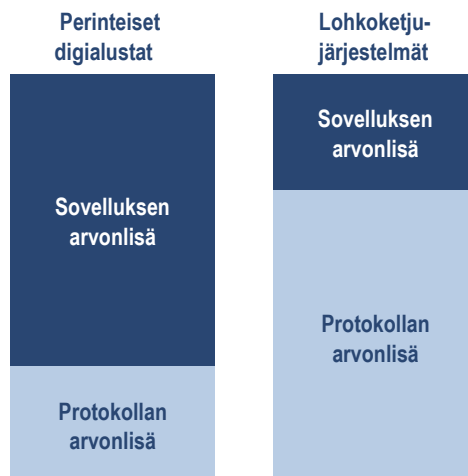 Perinteiset
digialustat
Sovelluksen
arvonlisä
Protokollan
arvonlisä
Lohkoketju-
järjestelmät
Sovelluksen
arvonlisä
Protokollan
arvonlisä